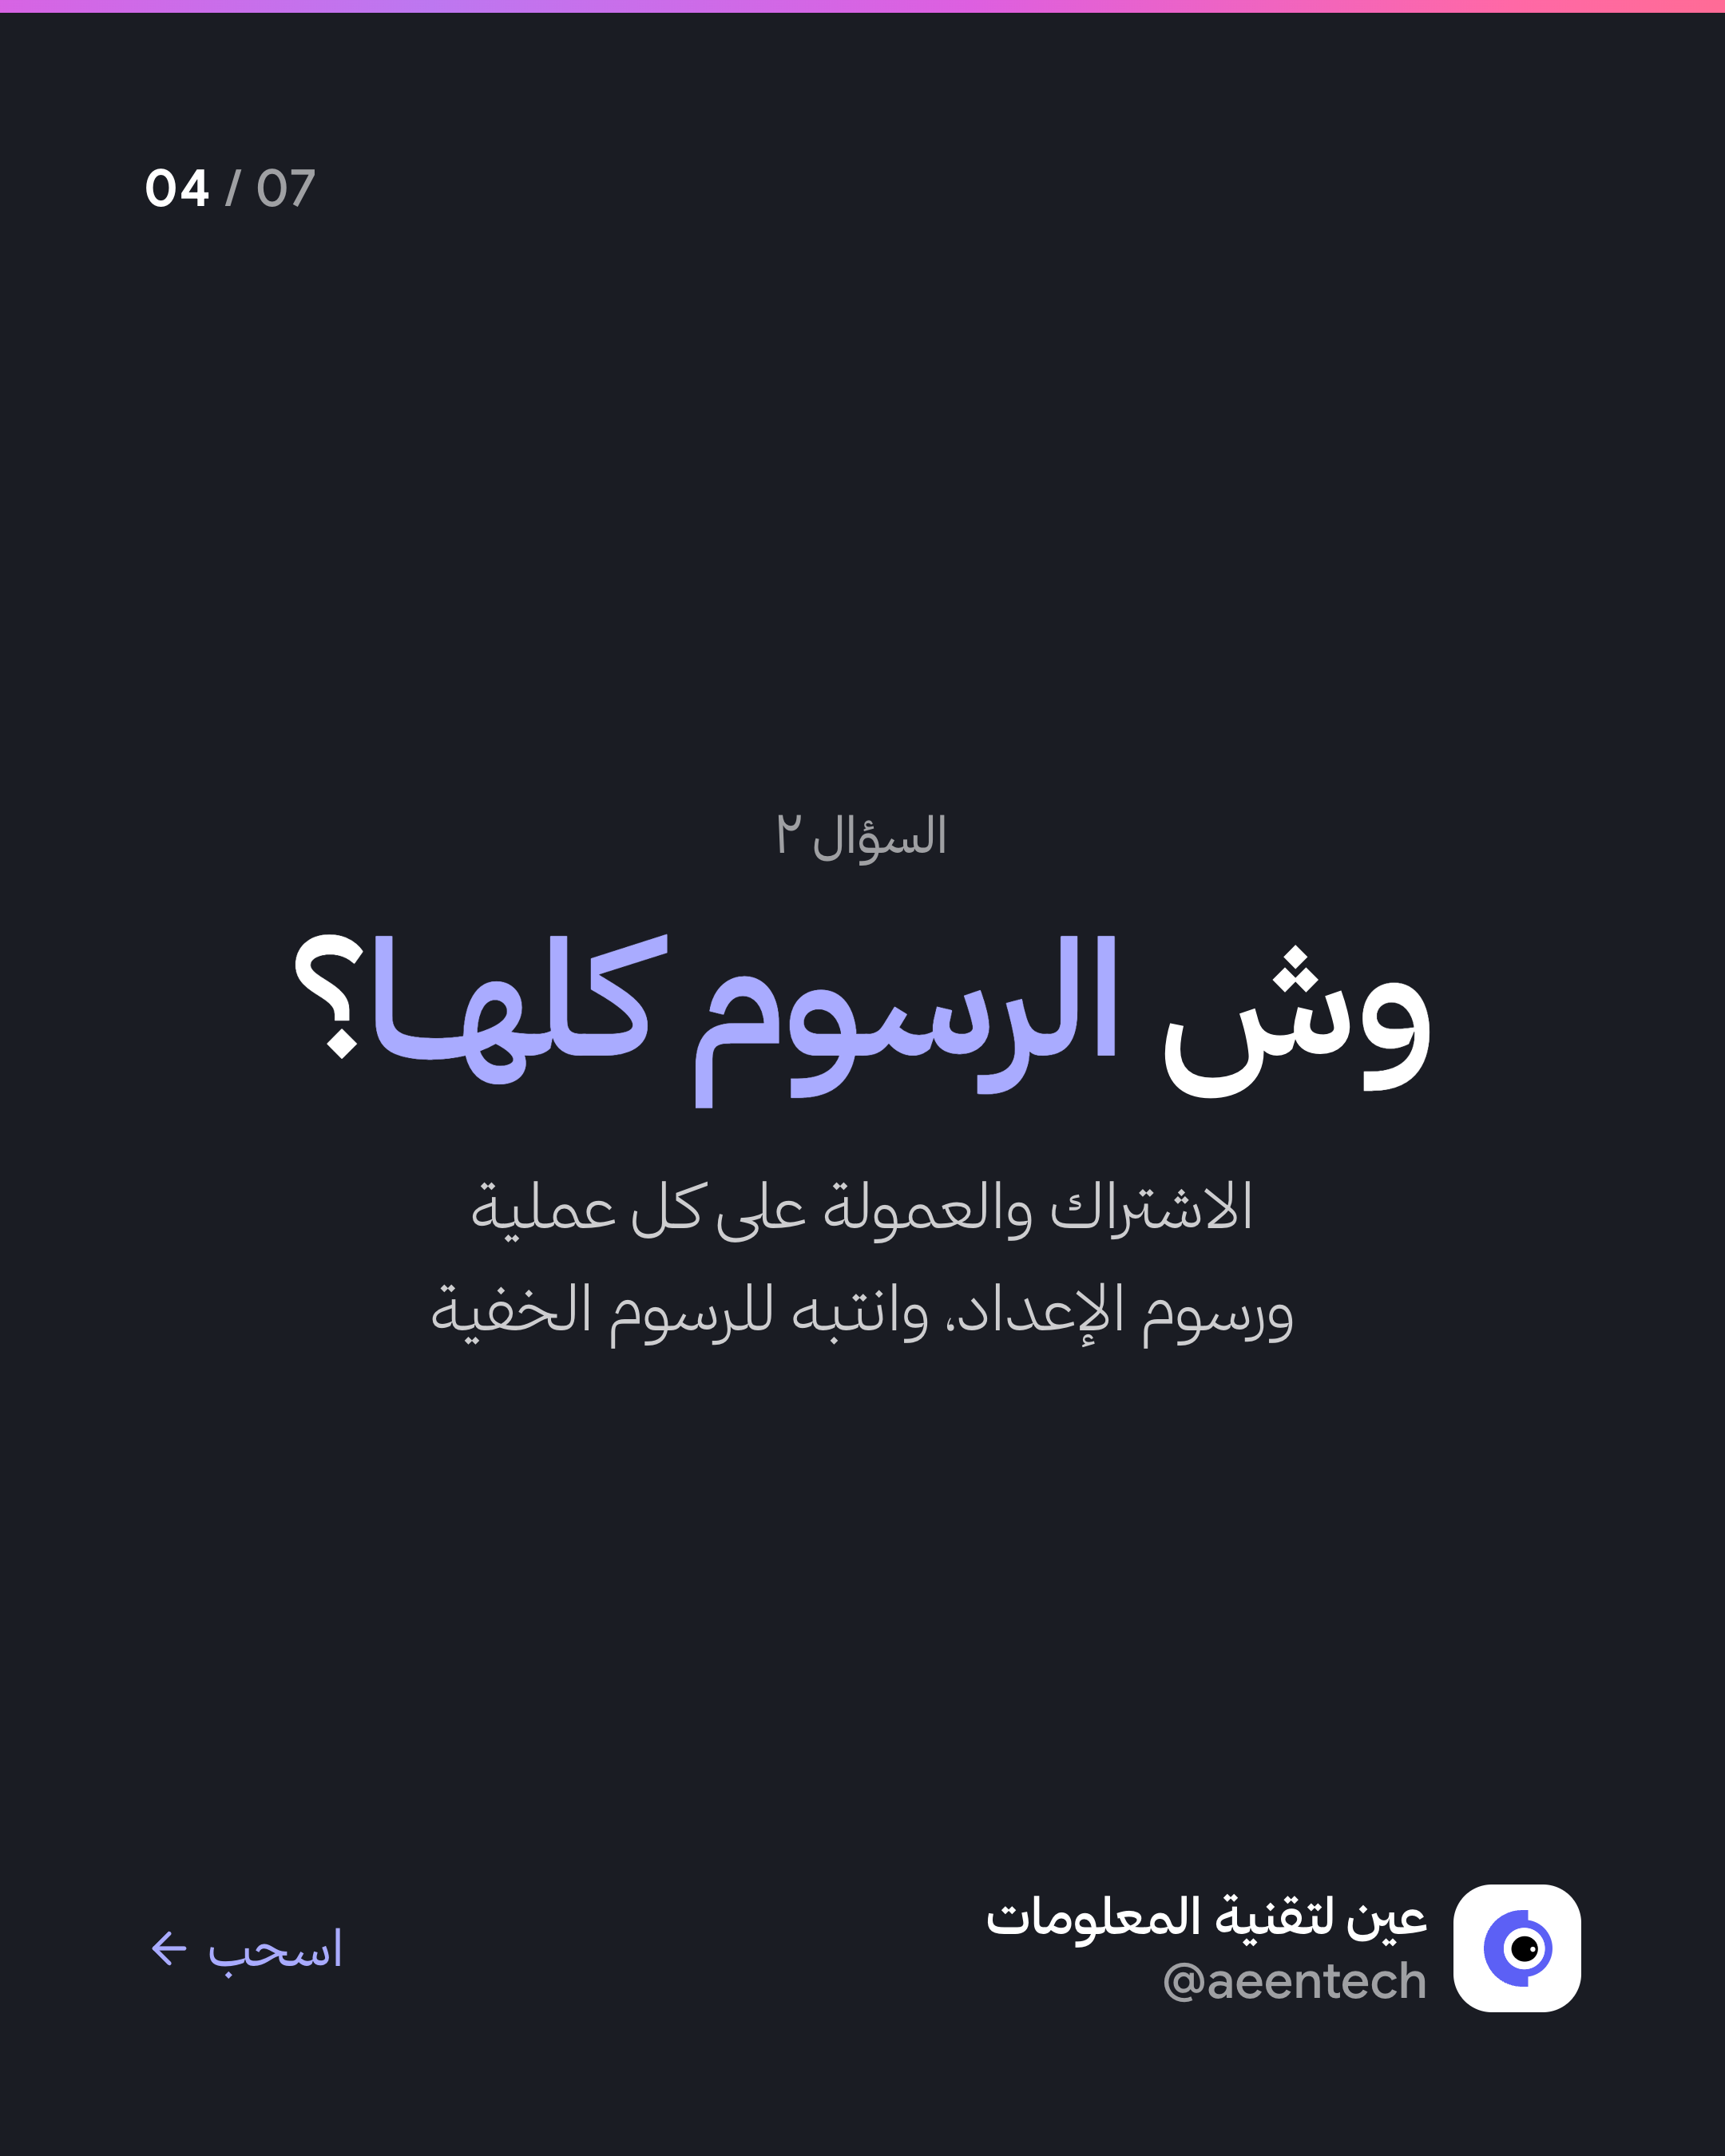 04 / 07
السؤال ٢
وش الرسوم كلها؟
الاشتراك والعمولة على كل عملية
ورسوم الإعداد، وانتبه للرسوم الخفية
عين لتقنية المعلومات
@aeentech
اسحب ←